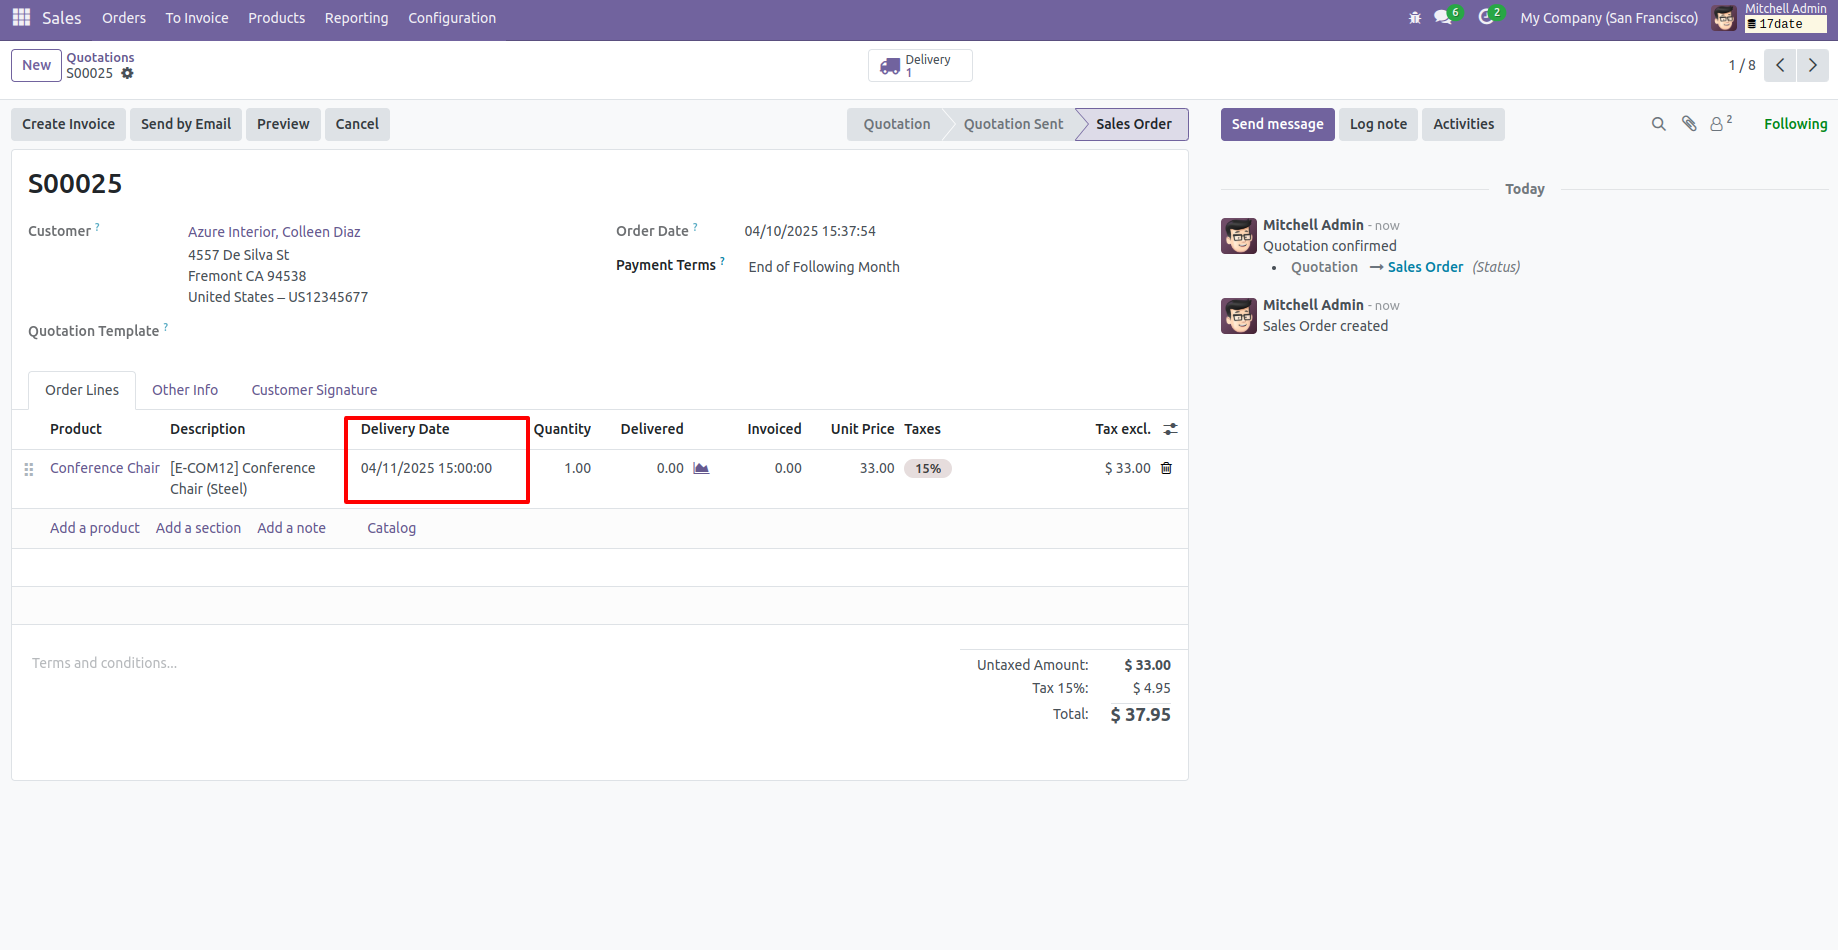 Sales Orders To Invoice Products Reporting Configuration 6 2 My Company (San Francisco) Mitchell Admin
17date
New Quotations
S00025
Delivery
1
1 / 8
Create Invoice Send by Email Preview Cancel Quotation Quotation Sent Sales Order Send message Log note Activities 2 Following
S00025
Customer ?
Azure Interior, Colleen Diaz
4557 De Silva St
Fremont CA 94538
United States – US12345677
Quotation Template ?
Order Date ? 04/10/2025 15:37:54
Payment Terms ? End of Following Month
Order Lines Other Info Customer Signature
Product Description Delivery Date Quantity Delivered Invoiced Unit Price Taxes Tax excl.
Conference Chair [E-COM12] Conference Chair (Steel) 04/11/2025 15:00:00 1.00 0.00 0.00 33.00 15% $ 33.00
Add a product Add a section Add a note Catalog
Terms and conditions...
Untaxed Amount: $ 33.00
Tax 15%: $ 4.95
Total: $ 37.95
Today
Mitchell Admin - now
Quotation confirmed
• Quotation → Sales Order (Status)
Mitchell Admin - now
Sales Order created